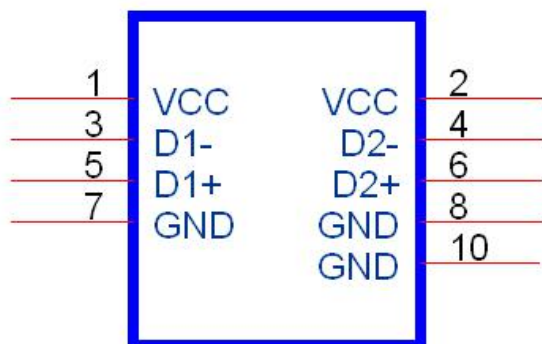 1 VCC VCC 2
3 D1- D2- 4
5 D1+ D2+ 6
7 GND GND 8
GND 10